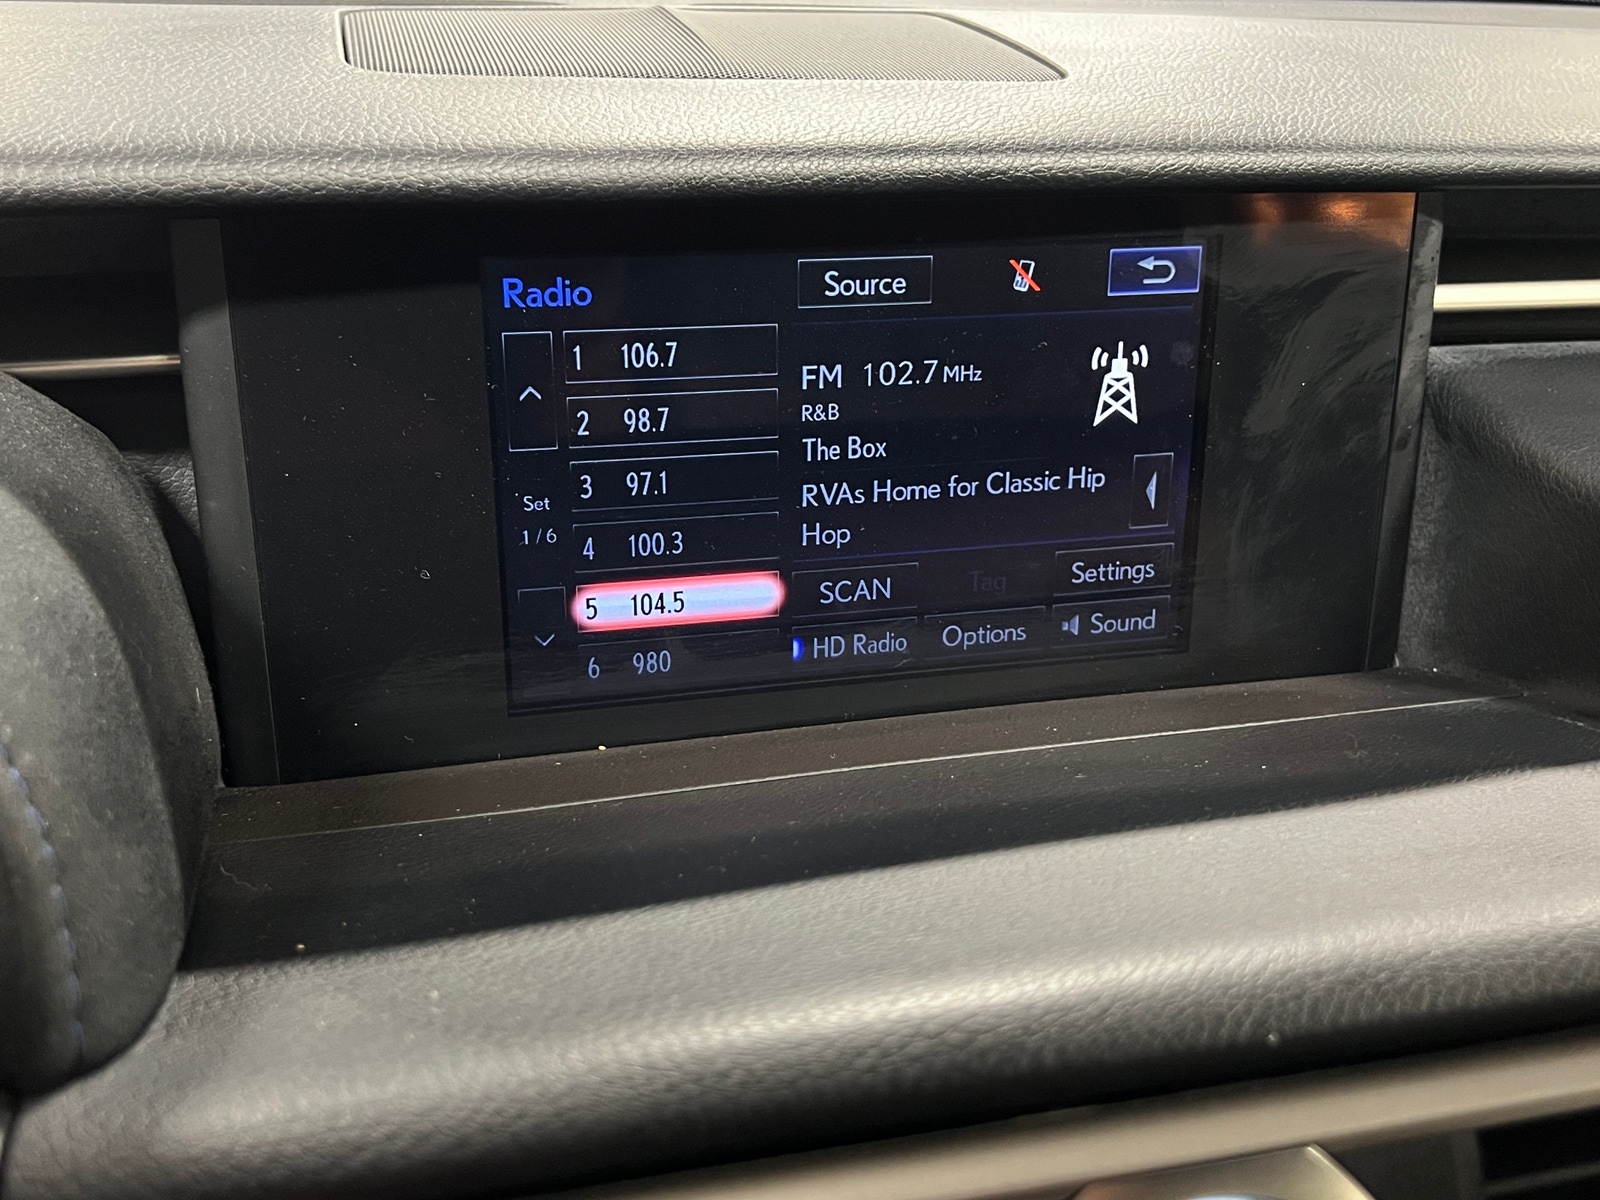 Radio
Source
1 106.7
2 98.7
3 97.1
4 100.3
5 104.5
6 980
Set
1/6
FM 102.7 MHz
R&B
The Box
RVAs Home for Classic Hip
Hop
SCAN
Tag
Settings
HD Radio
Options
Sound